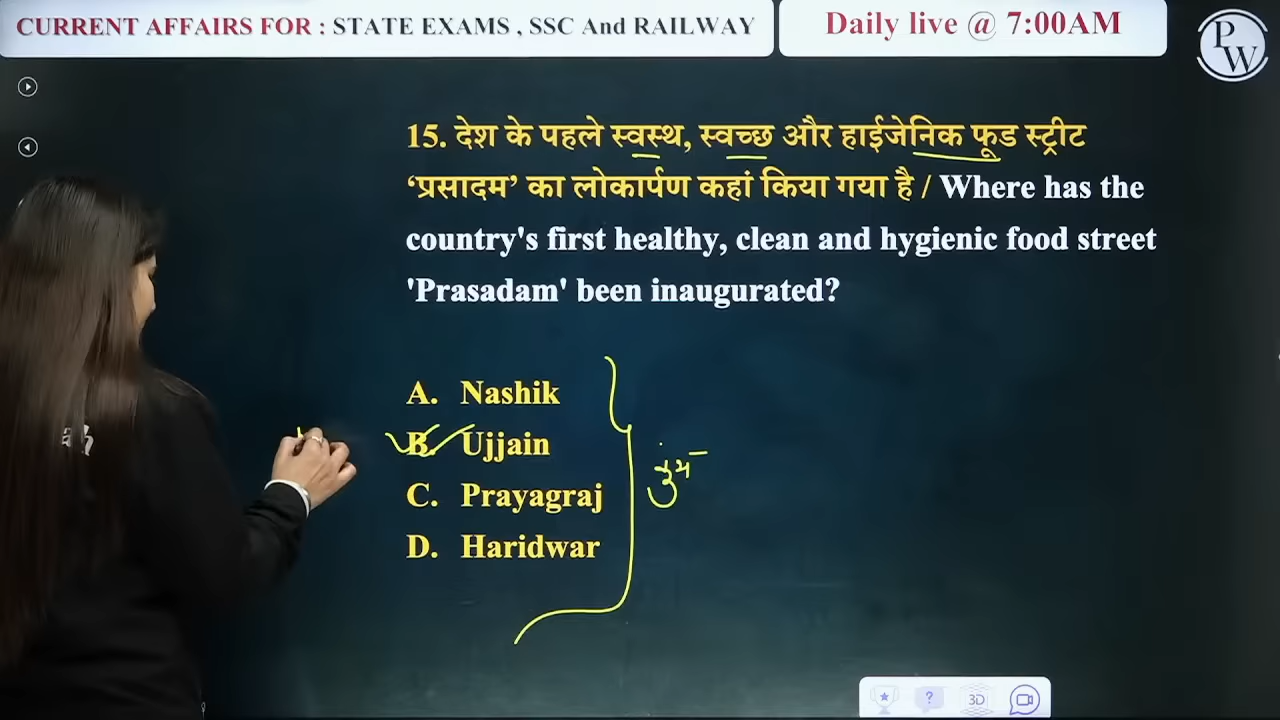 CURRENT AFFAIRS FOR : STATE EXAMS , SSC And RAILWAY
Daily live @ 7:00AM
PW
15. देश के पहले स्वस्थ, स्वच्छ और हाईजेनिक फूड स्ट्रीट
‘प्रसादम’ का लोकार्पण कहां किया गया है / Where has the
country's first healthy, clean and hygienic food street
'Prasadam' been inaugurated?
A. Nashik
B. Ujjain
C. Prayagraj
D. Haridwar
?
3D